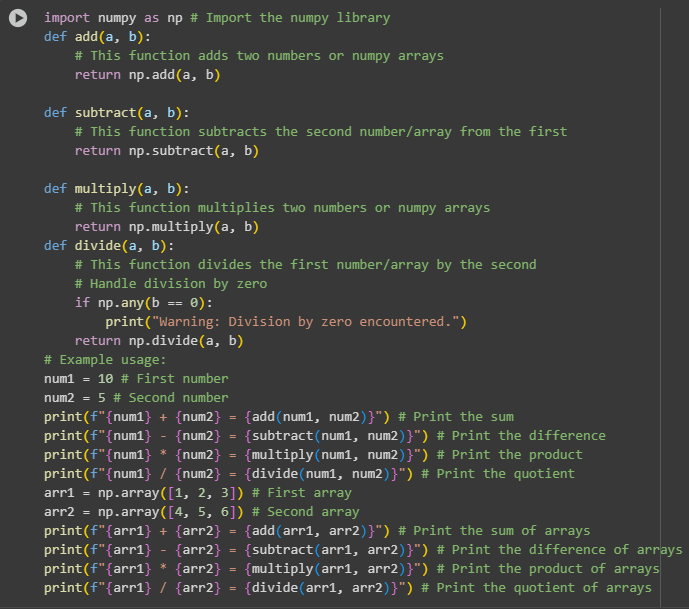 import numpy as np # Import the numpy library
def add(a, b):
    # This function adds two numbers or numpy arrays
    return np.add(a, b)

def subtract(a, b):
    # This function subtracts the second number/array from the first
    return np.subtract(a, b)

def multiply(a, b):
    # This function multiplies two numbers or numpy arrays
    return np.multiply(a, b)
def divide(a, b):
    # This function divides the first number/array by the second
    # Handle division by zero
    if np.any(b == 0):
        print("Warning: Division by zero encountered.")
    return np.divide(a, b)
# Example usage:
num1 = 10 # First number
num2 = 5 # Second number
print(f"{num1} + {num2} = {add(num1, num2)}") # Print the sum
print(f"{num1} - {num2} = {subtract(num1, num2)}") # Print the difference
print(f"{num1} * {num2} = {multiply(num1, num2)}") # Print the product
print(f"{num1} / {num2} = {divide(num1, num2)}") # Print the quotient
arr1 = np.array([1, 2, 3]) # First array
arr2 = np.array([4, 5, 6]) # Second array
print(f"{arr1} + {arr2} = {add(arr1, arr2)}") # Print the sum of arrays
print(f"{arr1} - {arr2} = {subtract(arr1, arr2)}") # Print the difference of arrays
print(f"{arr1} * {arr2} = {multiply(arr1, arr2)}") # Print the product of arrays
print(f"{arr1} / {arr2} = {divide(arr1, arr2)}") # Print the quotient of arrays